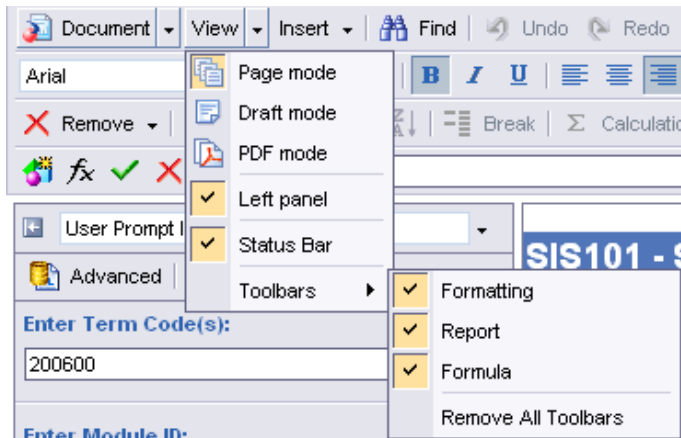 Document View Insert Find Undo Redo
Arial Page mode B I U
Draft mode
Remove Z A Break Σ Calculatio
PDF mode
fx
Left panel
User Prompt I
Status Bar
SIS101 - S
Advanced
Toolbars Formatting
Enter Term Code(s):
Report
200600
Formula
Remove All Toolbars
Enter Module ID: